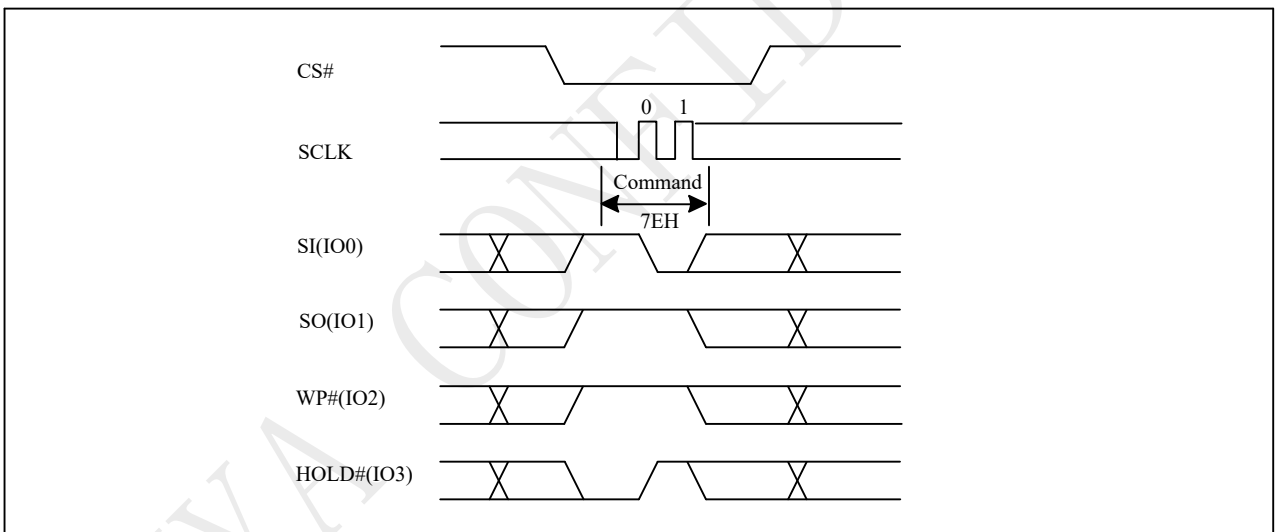 CS#
0 1
SCLK
Command
7EH
SI(IO0)
SO(IO1)
WP#(IO2)
HOLD#(IO3)